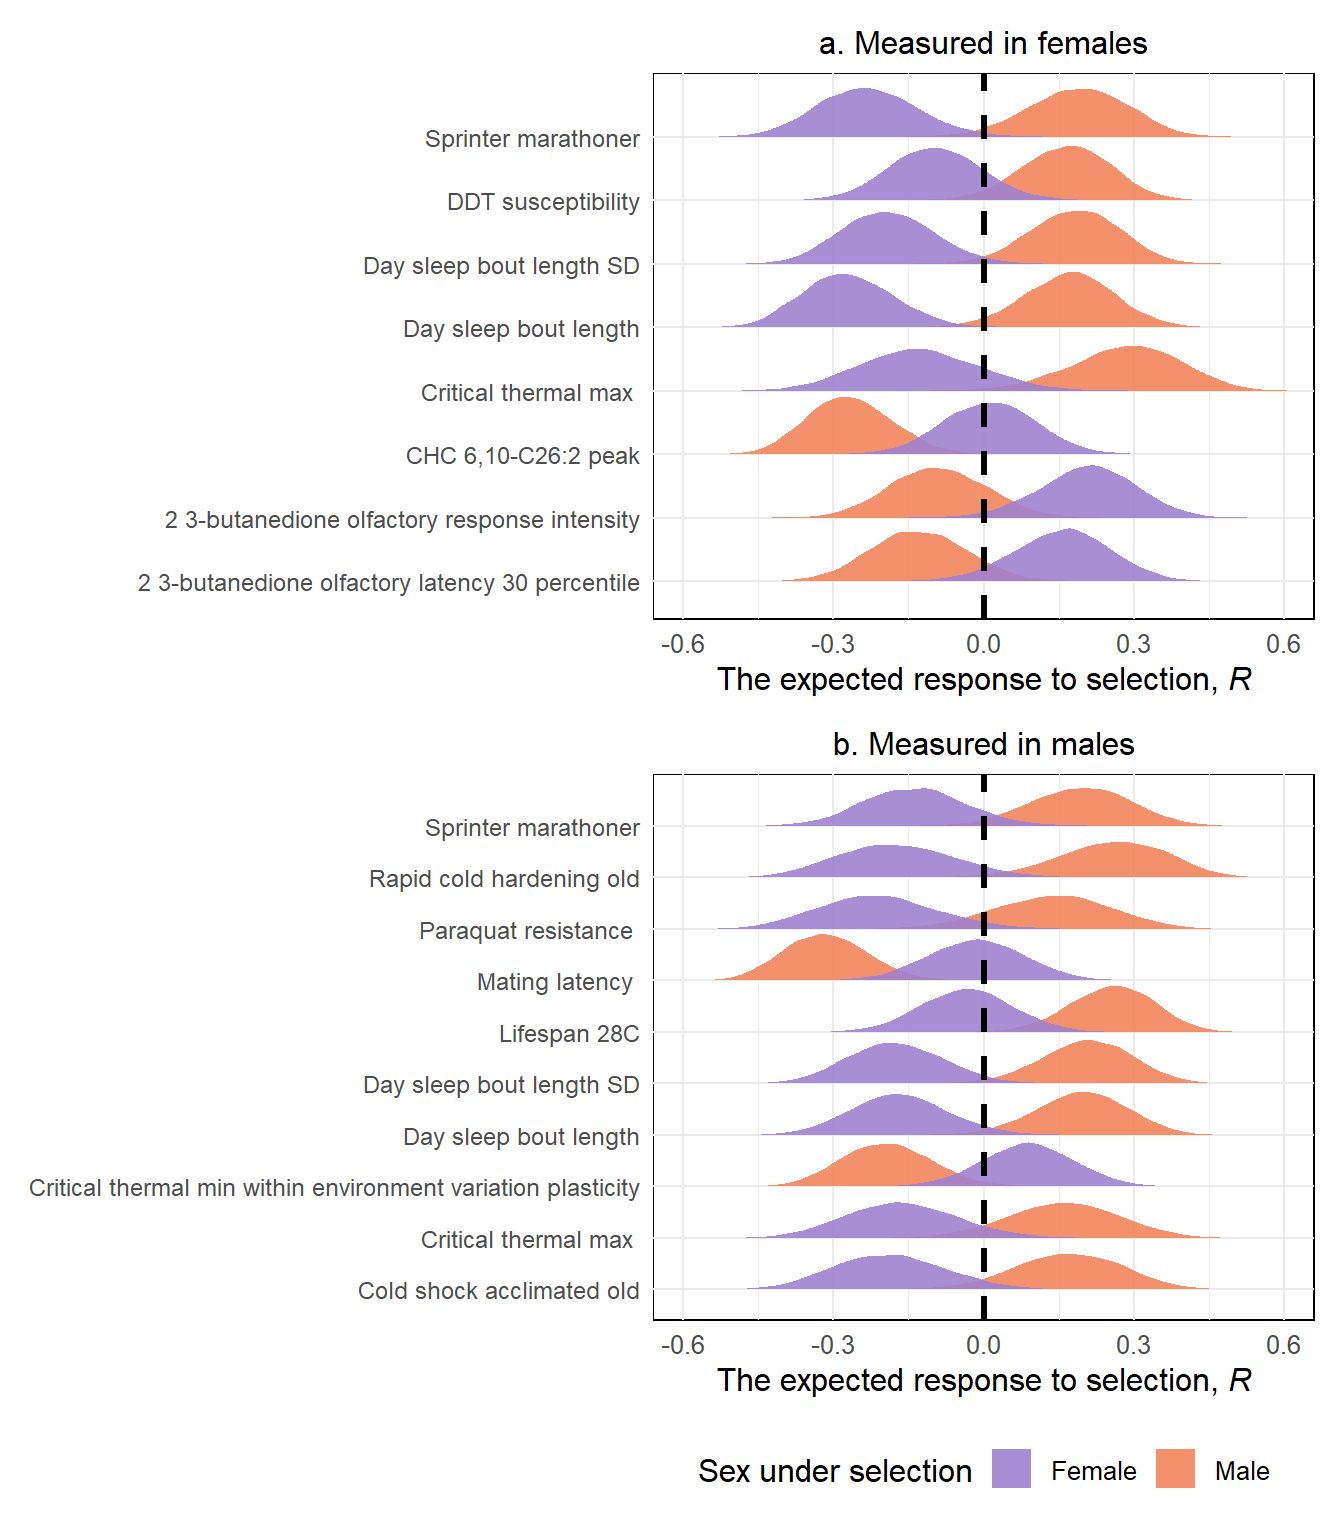 a. Measured in females
Sprinter marathoner
DDT susceptibility
Day sleep bout length SD
Day sleep bout length
Critical thermal max
CHC 6,10-C26:2 peak
2 3-butanedione olfactory response intensity
2 3-butanedione olfactory latency 30 percentile
-0.6 -0.3 0.0 0.3 0.6
The expected response to selection, R
b. Measured in males
Sprinter marathoner
Rapid cold hardening old
Paraquat resistance
Mating latency
Lifespan 28C
Day sleep bout length SD
Day sleep bout length
Critical thermal min within environment variation plasticity
Critical thermal max
Cold shock acclimated old
-0.6 -0.3 0.0 0.3 0.6
The expected response to selection, R
Sex under selection Female Male